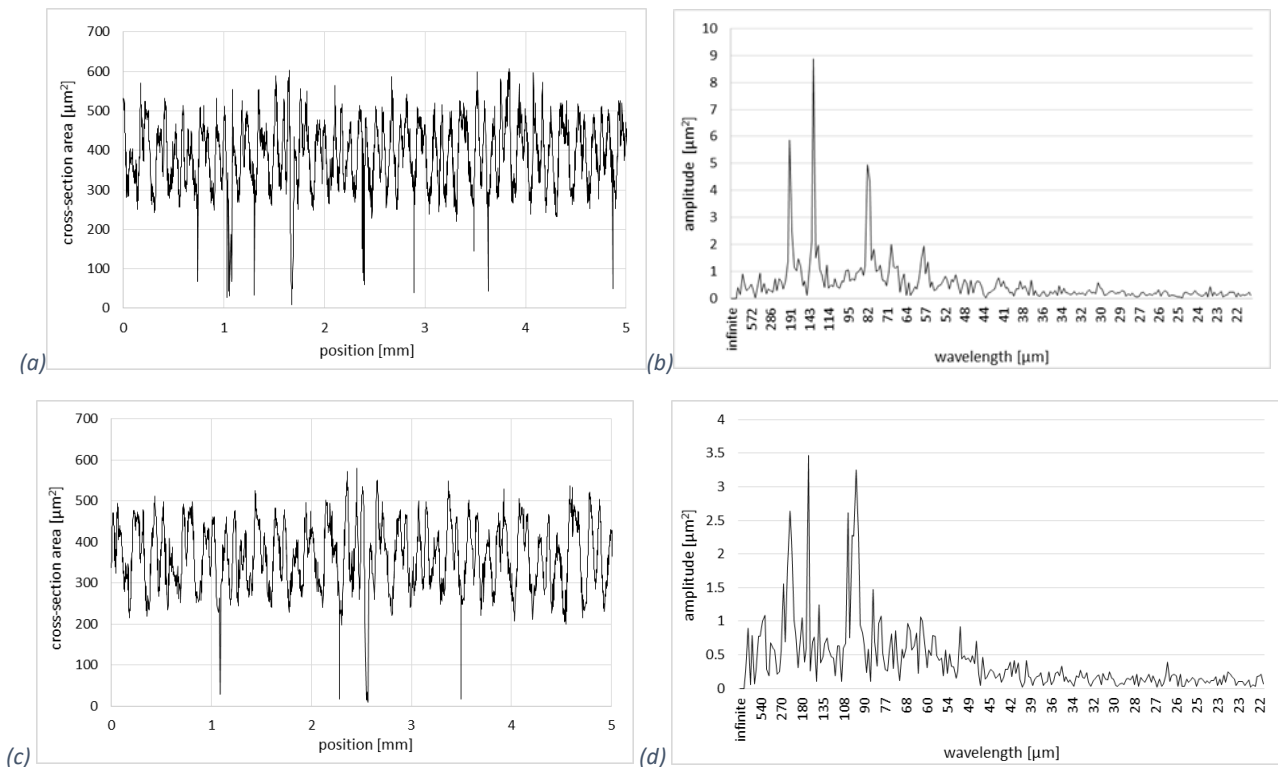 700
600
500
400
300
200
100
0
cross-section area [µm²]
0 1 2 3 4 5
position [mm]
(a)
10
9
8
7
6
5
4
3
2
1
0
amplitude [µm²]
infinite 572 286 191 143 114 95 82 71 64 57 52 48 44 41 38 36 34 32 30 29 27 26 25 24 23 22
wavelength [µm]
(b)
700
600
500
400
300
200
100
0
cross-section area [µm²]
0 1 2 3 4 5
position [mm]
(c)
4
3.5
3
2.5
2
1.5
1
0.5
0
amplitude [µm²]
infinite 540 270 180 135 108 90 77 68 60 54 49 45 42 39 36 34 32 30 28 27 26 25 23 23 22
wavelength [µm]
(d)